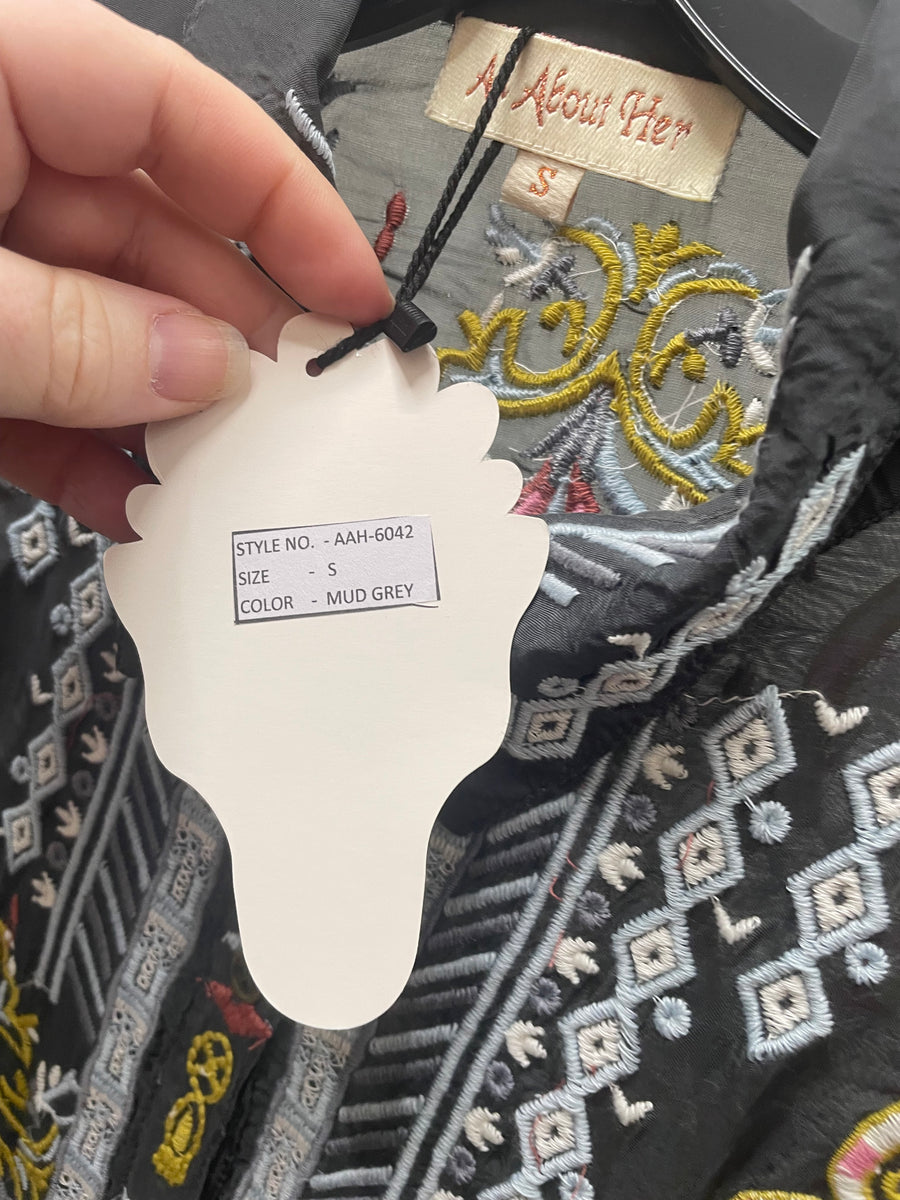 All About Her
S
STYLE NO. - AAH-6042
SIZE - S
COLOR - MUD GREY